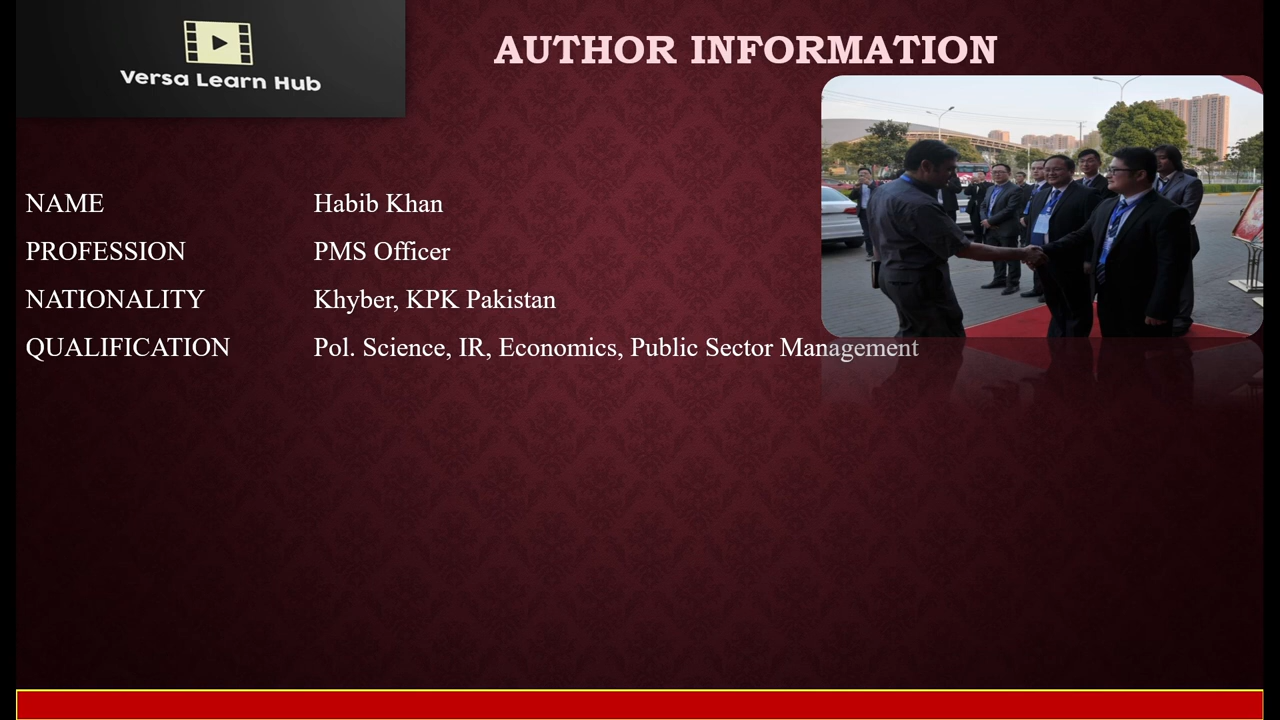 Versa Learn Hub
AUTHOR INFORMATION
NAME Habib Khan
PROFESSION PMS Officer
NATIONALITY Khyber, KPK Pakistan
QUALIFICATION Pol. Science, IR, Economics, Public Sector Management